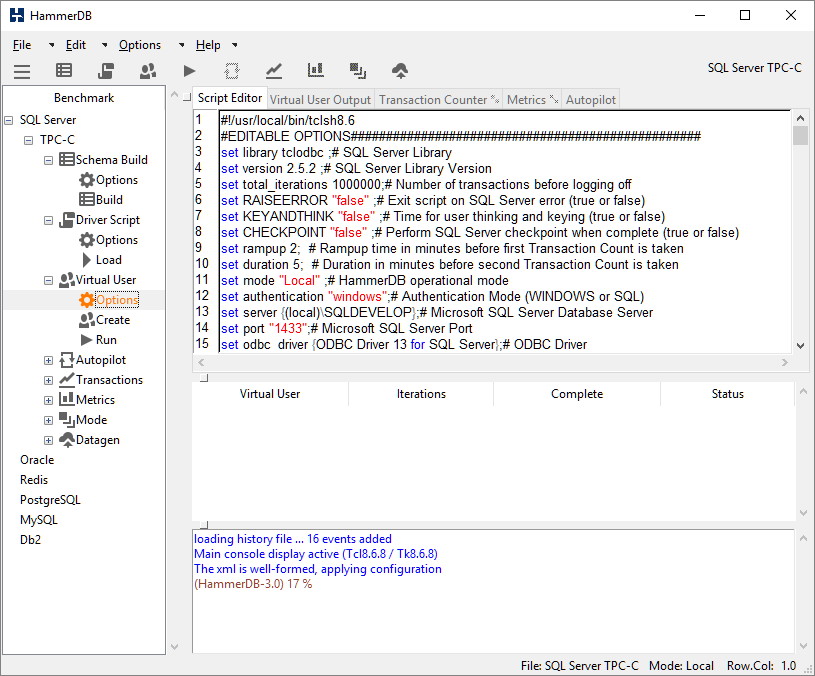 HammerDB
File Edit Options Help
SQL Server TPC-C
Benchmark
SQL Server
TPC-C
Schema Build
Options
Build
Driver Script
Options
Load
Virtual User
Options
Create
Run
Autopilot
Transactions
Metrics
Mode
Datagen
Oracle
Redis
PostgreSQL
MySQL
Db2
Script Editor Virtual User Output Transaction Counter Metrics Autopilot
1 #!/usr/local/bin/tclsh8.6
2 #EDITABLE OPTIONS##################################################
3 set library tclodbc ;# SQL Server Library
4 set version 2.5.2 ;# SQL Server Library Version
5 set total_iterations 1000000;# Number of transactions before logging off
6 set RAISEERROR "false" ;# Exit script on SQL Server error (true or false)
7 set KEYANDTHINK "false" ;# Time for user thinking and keying (true or false)
8 set CHECKPOINT "false" ;# Perform SQL Server checkpoint when complete (true or false)
9 set rampup 2;  # Rampup time in minutes before first Transaction Count is taken
10 set duration 5;  # Duration in minutes before second Transaction Count is taken
11 set mode "Local" ;# HammerDB operational mode
12 set authentication "windows";# Authentication Mode (WINDOWS or SQL)
13 set server {(local)\SQLDEVELOP};# Microsoft SQL Server Database Server
14 set port "1433";# Microsoft SQL Server Port
15 set odbc driver {ODBC Driver 13 for SQL Server};# ODBC Driver
Virtual User Iterations Complete Status
loading history file ... 16 events added
Main console display active (Tcl8.6.8 / Tk8.6.8)
The xml is well-formed, applying configuration
(HammerDB-3.0) 17 %
File: SQL Server TPC-C Mode: Local Row.Col: 1.0